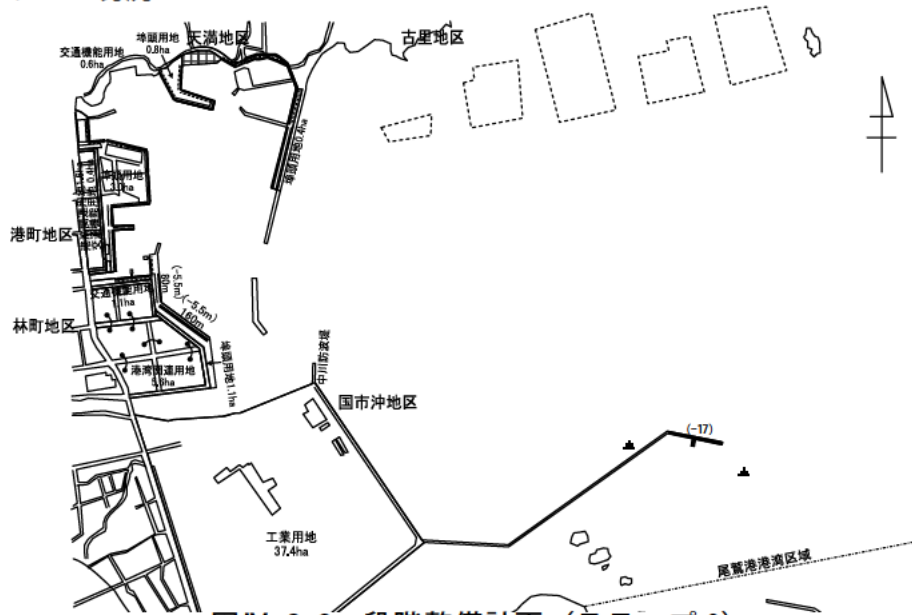 天満地区
古里地区
埠頭用地
0.8ha
交通機能用地
0.6ha
埠頭用地0.4ha
埠頭用地
港町地区
(-5.5m)
80m
(-5.5m)
160m
交通機能用地
1.1ha
林町地区
埠頭用地1.1ha
港湾関連用地
5.6ha
中川防波堤
国市沖地区
(-17)
工業用地
37.4ha
尾鷲港港湾区域